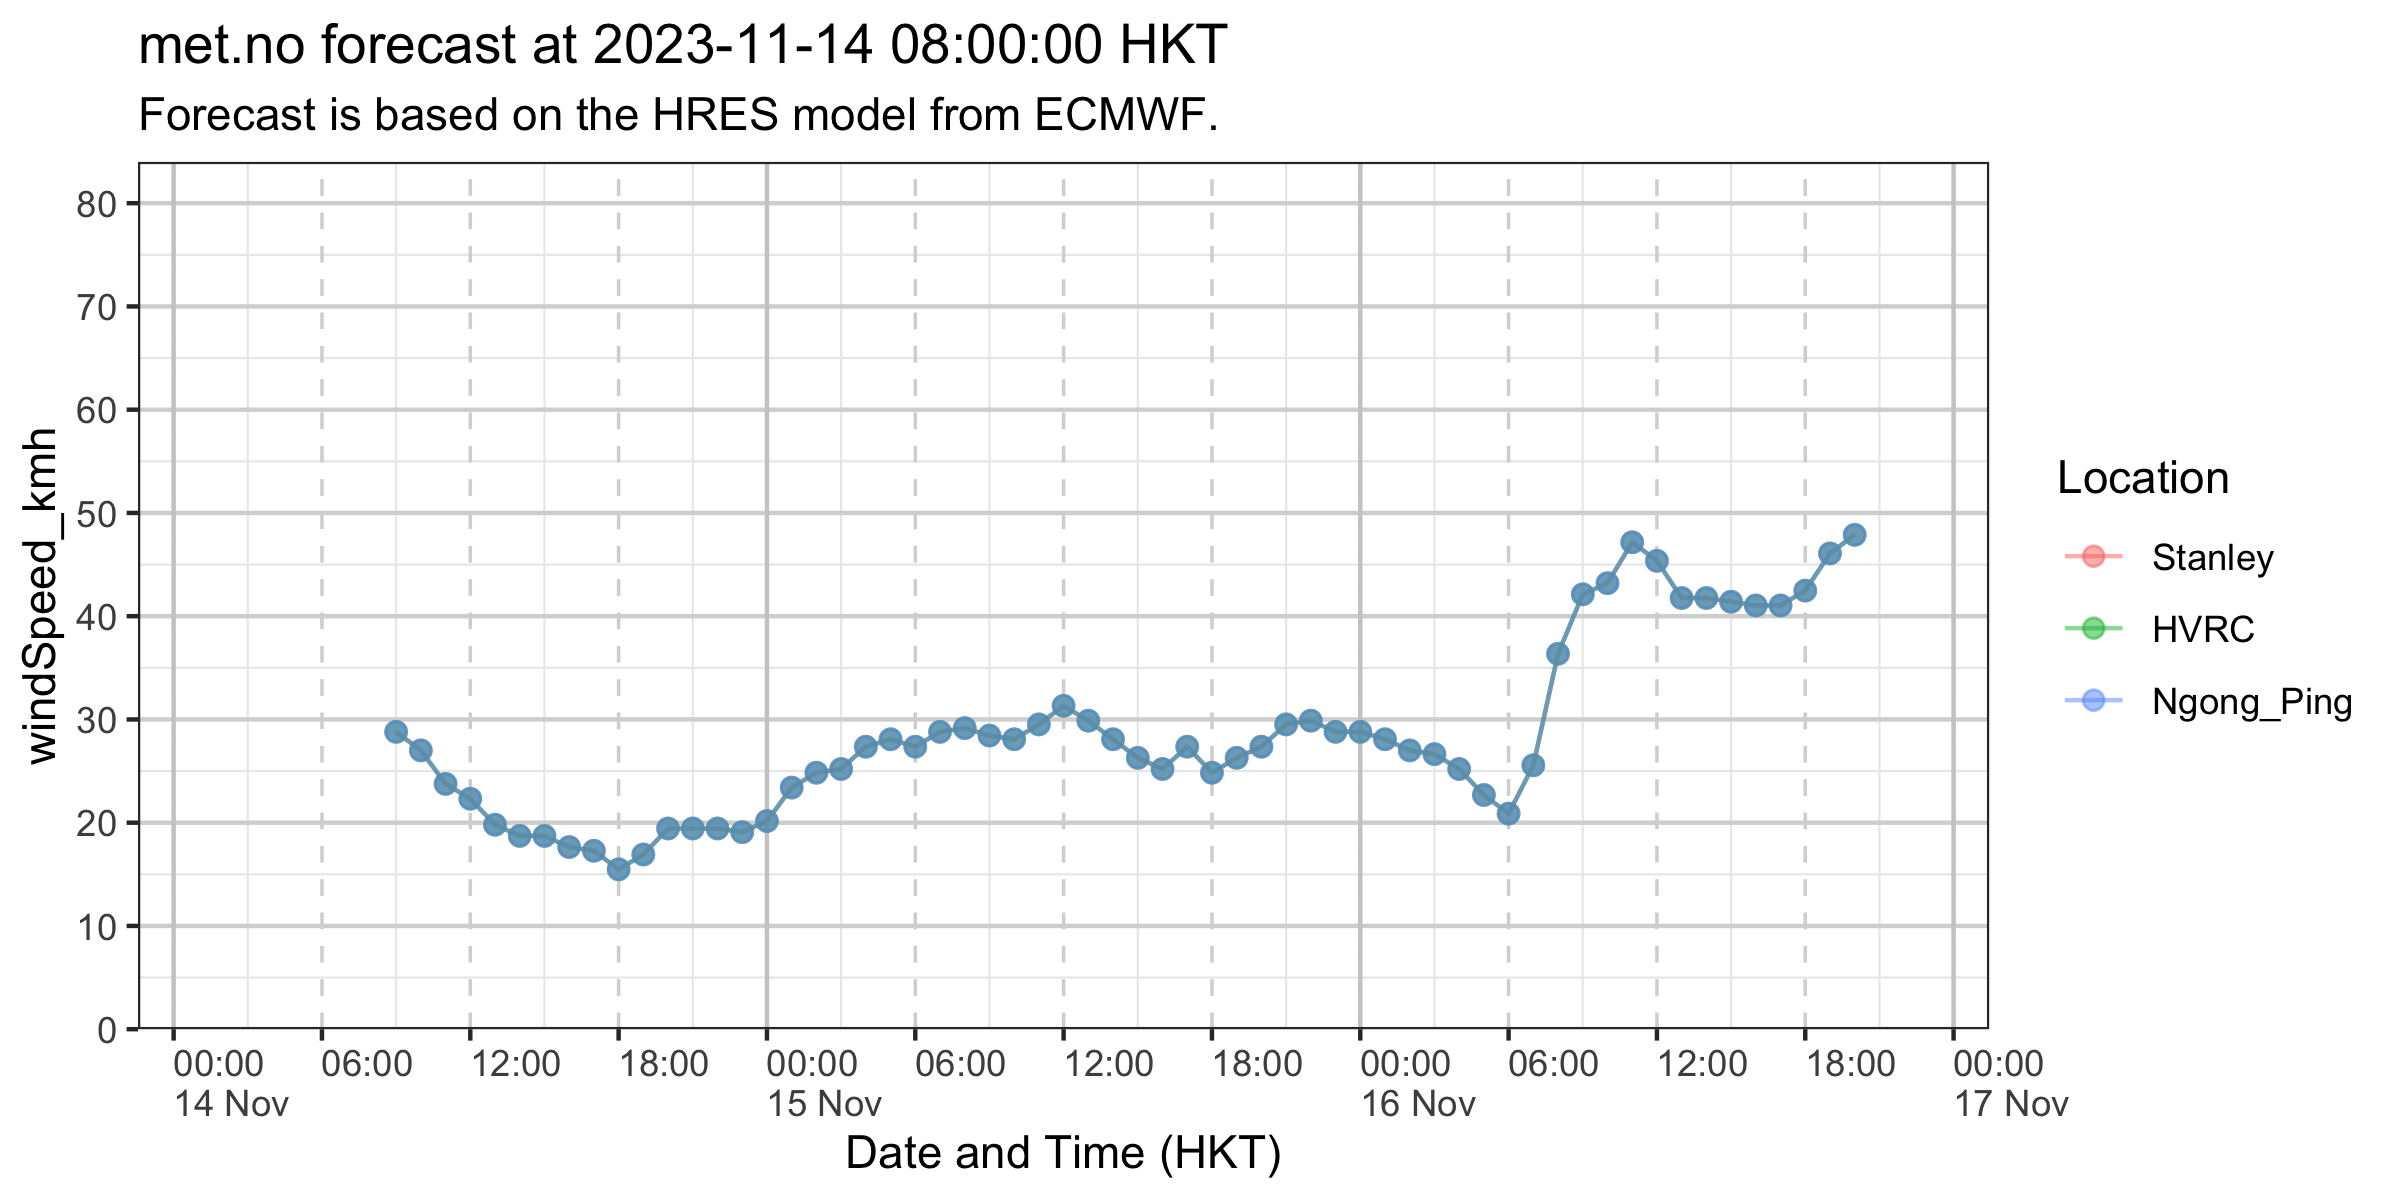 met.no forecast at 2023-11-14 08:00:00 HKT
Forecast is based on the HRES model from ECMWF.
windSpeed_kmh
80
70
60
50
40
30
20
10
0
00:00 06:00 12:00 18:00 00:00 06:00 12:00 18:00 00:00 06:00 12:00 18:00 00:00
14 Nov 15 Nov 16 Nov 17 Nov
Date and Time (HKT)
Location
Stanley
HVRC
Ngong_Ping